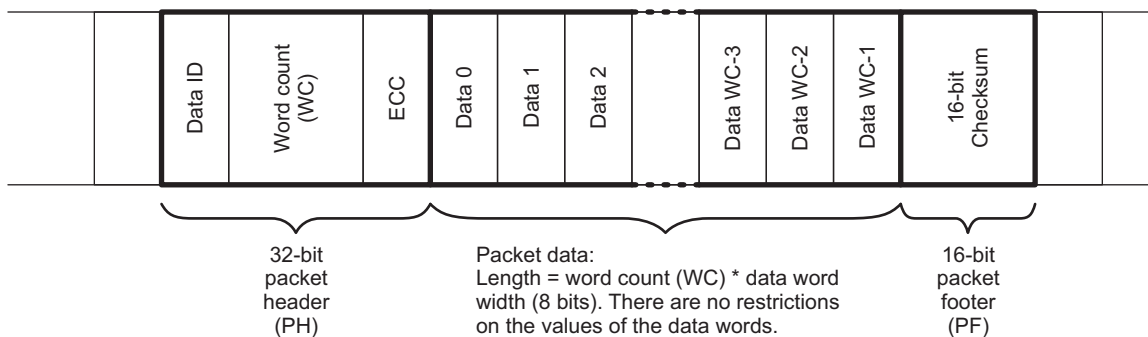 Data ID
Word count
(WC)
ECC
Data 0
Data 1
Data 2
Data WC-3
Data WC-2
Data WC-1
16-bit
Checksum
32-bit
packet
header
(PH)
Packet data:
Length = word count (WC) * data word
width (8 bits). There are no restrictions
on the values of the data words.
16-bit
packet
footer
(PF)